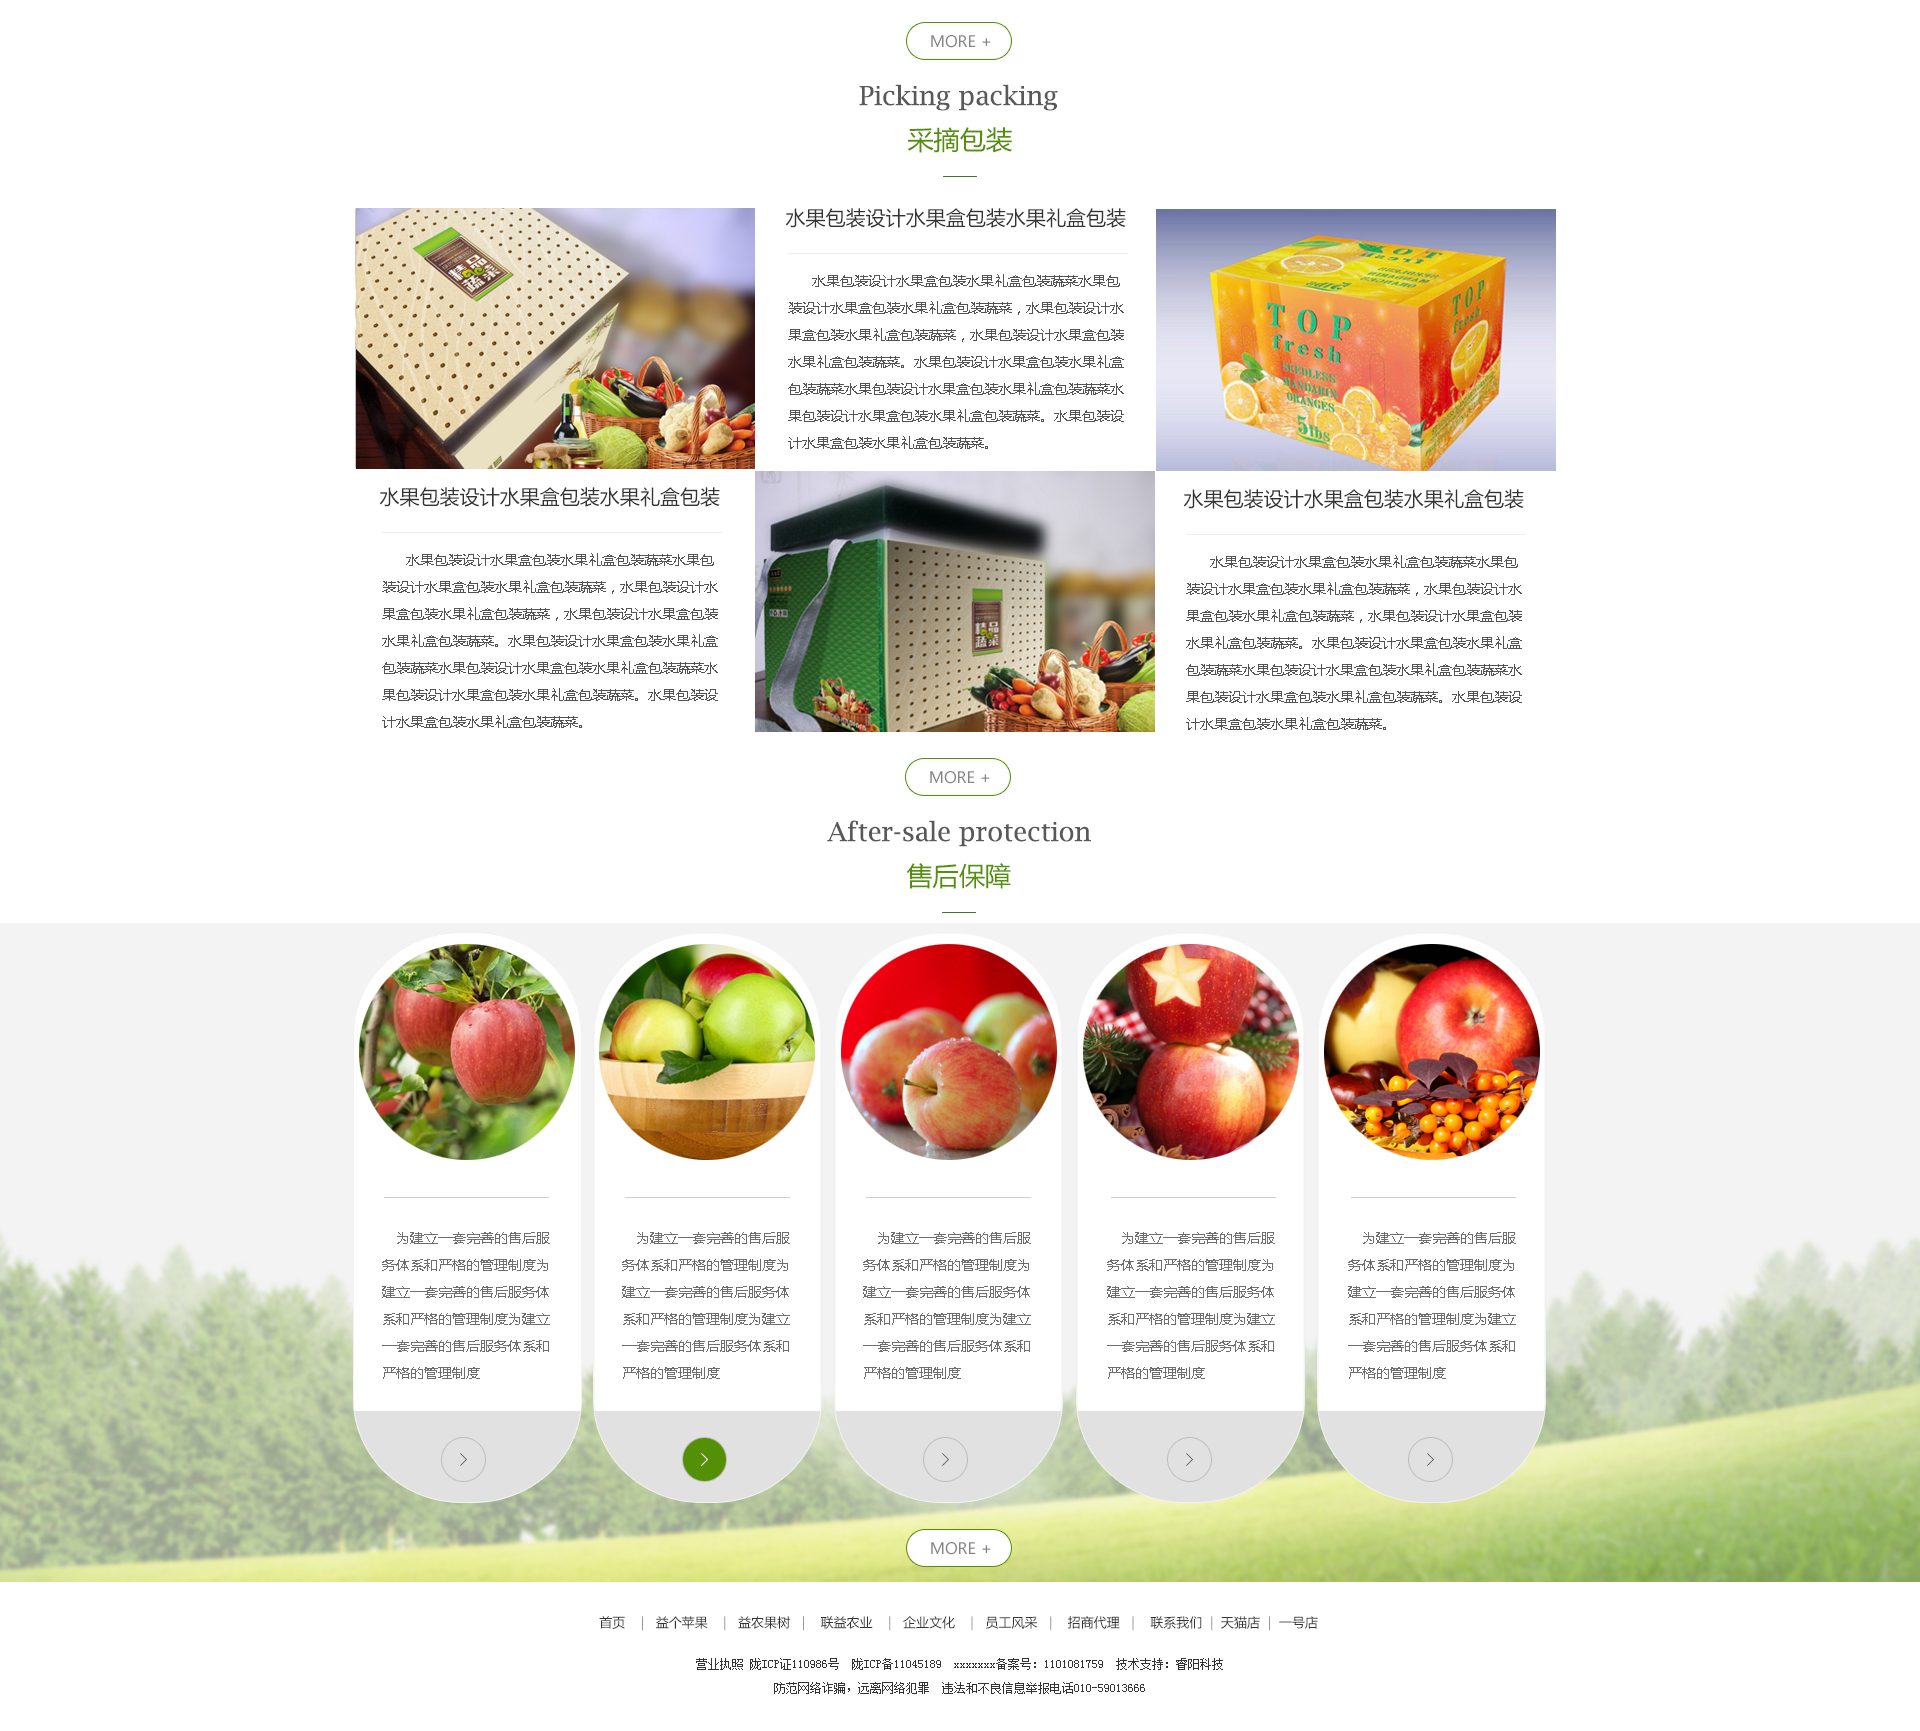 MORE +
Picking packing
采摘包装
精品
蔬菜
水果包装设计水果盒包装水果礼盒包装
水果包装设计水果盒包装水果礼盒包装蔬菜水果包
装设计水果盒包装水果礼盒包装蔬菜，水果包装设计水
果盒包装水果礼盒包装蔬菜，水果包装设计水果盒包装
水果礼盒包装蔬菜。水果包装设计水果盒包装水果礼盒
包装蔬菜水果包装设计水果盒包装水果礼盒包装蔬菜水
果包装设计水果盒包装水果礼盒包装蔬菜。水果包装设
计水果盒包装水果礼盒包装蔬菜。
TOP
fresh
SEEDLESS
MANDARIN
ORANGES
5lbs
TOP
fresh
水果包装设计水果盒包装水果礼盒包装
水果包装设计水果盒包装水果礼盒包装蔬菜水果包
装设计水果盒包装水果礼盒包装蔬菜，水果包装设计水
果盒包装水果礼盒包装蔬菜，水果包装设计水果盒包装
水果礼盒包装蔬菜。水果包装设计水果盒包装水果礼盒
包装蔬菜水果包装设计水果盒包装水果礼盒包装蔬菜水
果包装设计水果盒包装水果礼盒包装蔬菜。水果包装设
计水果盒包装水果礼盒包装蔬菜。
精品
蔬菜
水果包装设计水果盒包装水果礼盒包装
水果包装设计水果盒包装水果礼盒包装蔬菜水果包
装设计水果盒包装水果礼盒包装蔬菜，水果包装设计水
果盒包装水果礼盒包装蔬菜，水果包装设计水果盒包装
水果礼盒包装蔬菜。水果包装设计水果盒包装水果礼盒
包装蔬菜水果包装设计水果盒包装水果礼盒包装蔬菜水
果包装设计水果盒包装水果礼盒包装蔬菜。水果包装设
计水果盒包装水果礼盒包装蔬菜。
MORE +
After-sale protection
售后保障
为建立一套完善的售后服
务体系和严格的管理制度为
建立一套完善的售后服务体
系和严格的管理制度为建立
一套完善的售后服务体系和
严格的管理制度
为建立一套完善的售后服
务体系和严格的管理制度为
建立一套完善的售后服务体
系和严格的管理制度为建立
一套完善的售后服务体系和
严格的管理制度
为建立一套完善的售后服
务体系和严格的管理制度为
建立一套完善的售后服务体
系和严格的管理制度为建立
一套完善的售后服务体系和
严格的管理制度
为建立一套完善的售后服
务体系和严格的管理制度为
建立一套完善的售后服务体
系和严格的管理制度为建立
一套完善的售后服务体系和
严格的管理制度
为建立一套完善的售后服
务体系和严格的管理制度为
建立一套完善的售后服务体
系和严格的管理制度为建立
一套完善的售后服务体系和
严格的管理制度
MORE +
首页 | 益个苹果 | 益农果树 | 联益农业 | 企业文化 | 员工风采 | 招商代理 | 联系我们 | 天猫店 | 一号店
营业执照 陇ICP证110986号 陇ICP备11045189 xxxxxxx备案号：1101081759 技术支持：睿阳科技
防范网络诈骗，远离网络犯罪 违法和不良信息举报电话010-59013666